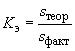 Kэ = sтеор / sфакт